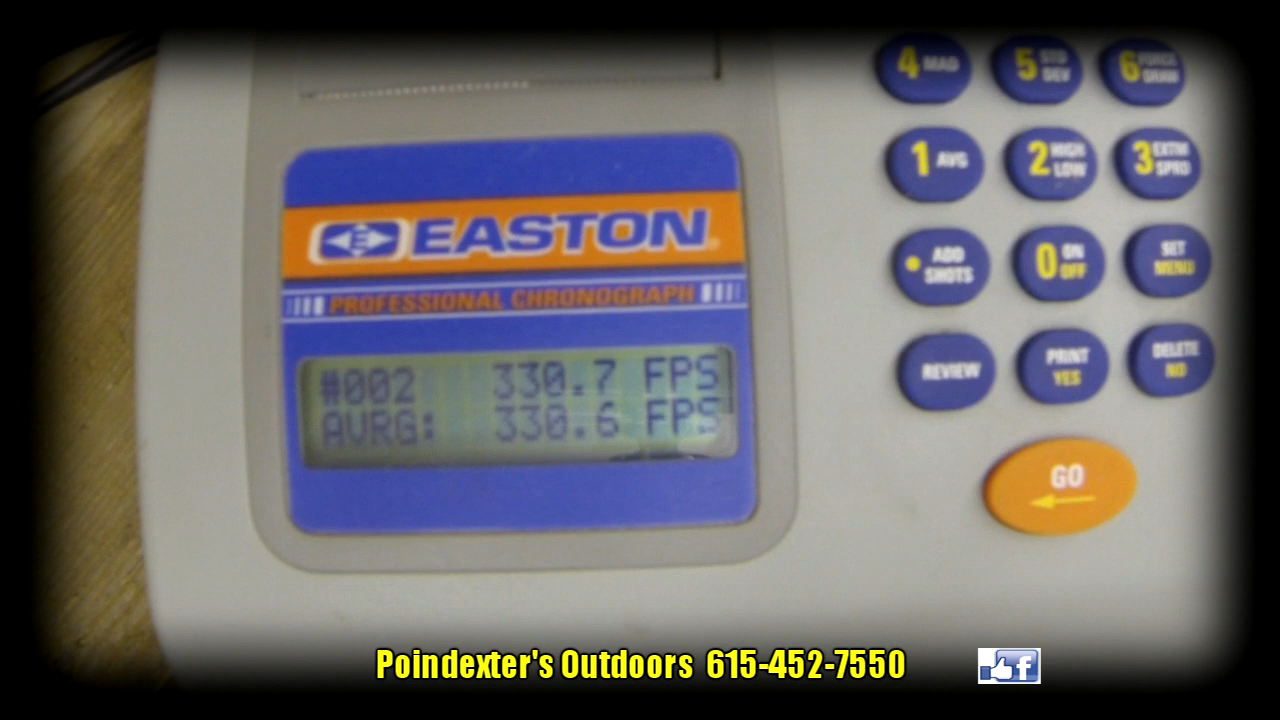 4 MAD
5 STD DEV
6 FORCE DRAW
1 AVG
2 HIGH LOW
3 EXTM SPRD
EASTON
PROFESSIONAL CHRONOGRAPH
• ADD SHOTS
0 ON OFF
SET MENU
#002 330.7 FPS
AVRG: 330.6 FPS
REVIEW
PRINT YES
DELETE NO
GO
Poindexter's Outdoors 615-452-7550
f